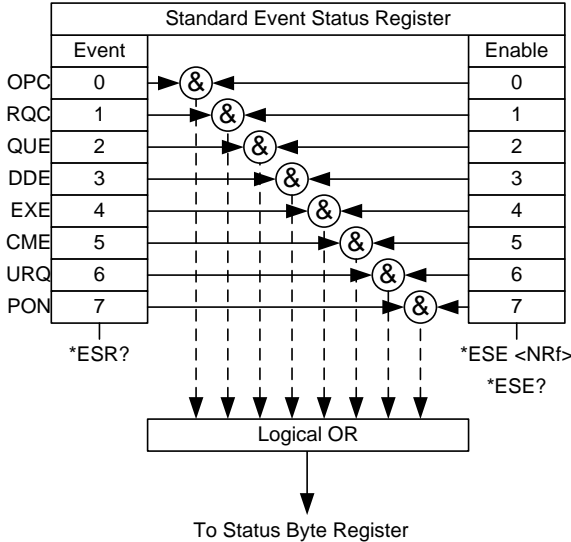 Standard Event Status Register
Event Enable
OPC 0 & 0
RQC 1 & 1
QUE 2 & 2
DDE 3 & 3
EXE 4 & 4
CME 5 & 5
URQ 6 & 6
PON 7 & 7
*ESR? *ESE <NRf>
*ESE?
Logical OR
To Status Byte Register